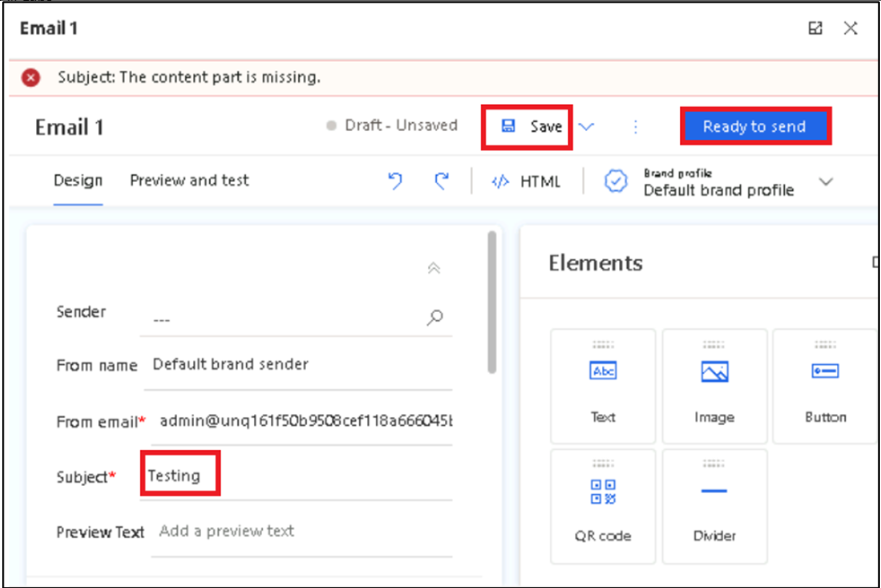 Email 1
Subject: The content part is missing.
Email 1
Draft - Unsaved
Save
Ready to send
Design
Preview and test
HTML
Brand profile
Default brand profile
Sender
---
From name
Default brand sender
From email*
admin@unq161f50b9508cef118a666045b
Subject*
Testing
Preview Text
Add a preview text
Elements
Abc
Text
Image
Button
QR code
Divider